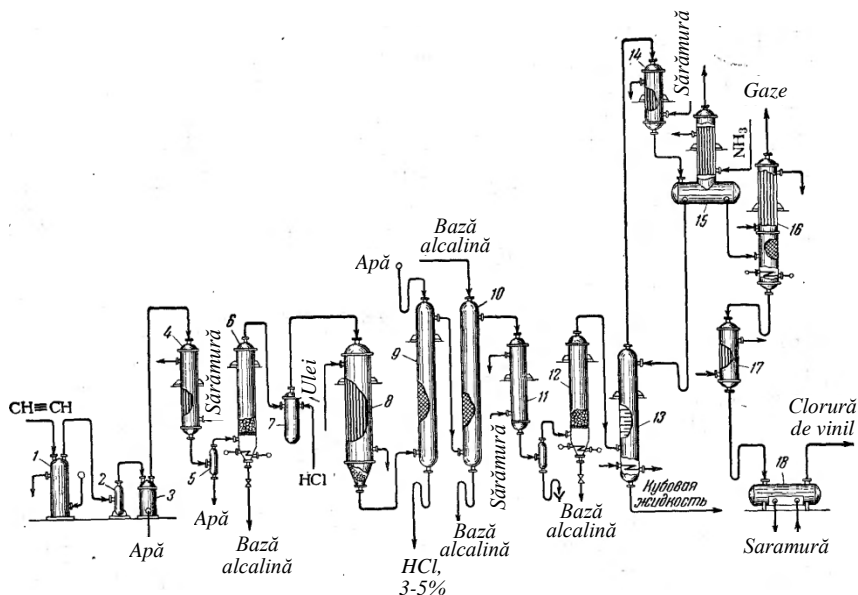 14
Sărămură
Gaze
NH₃
15
16
Bază
alcalină
Apă
10
4
6
Sărămură
Ulei
9
11
12
17
8
13
Clorură
de vinil
CH≡CH
1
2
3
5
7
HCl
Sărămură
18
Кубовая
жидкость
Apă
Apă
Bază
alcalină
Bază
alcalină
Bază
alcalină
Saramură
HCl,
3-5%